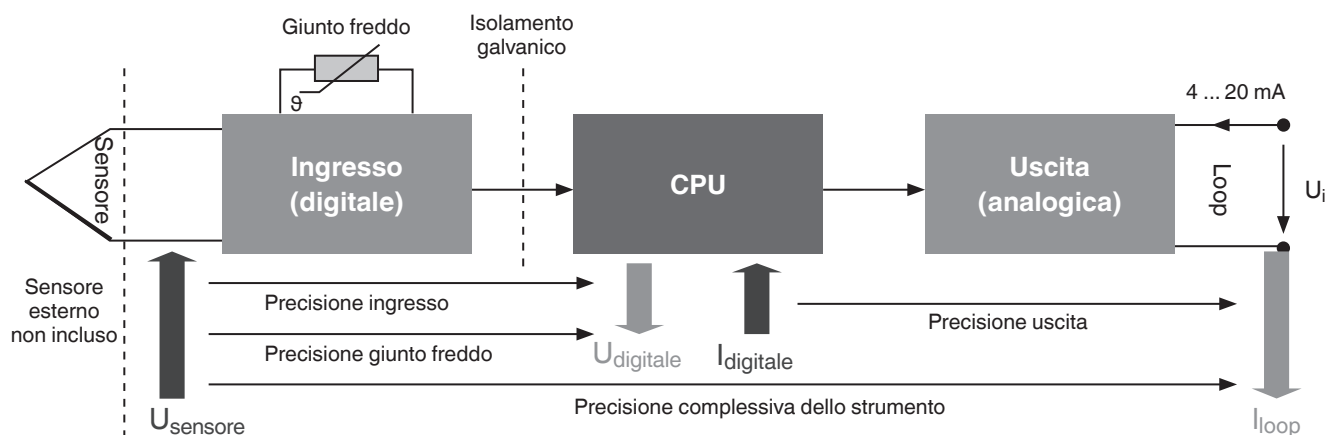 Giunto freddo
Isolamento
galvanico
ϑ
4 ... 20 mA
Sensore
Ingresso
(digitale)
CPU
Uscita
(analogica)
Loop
Ui
Sensore
esterno
non incluso
Precisione ingresso
Precisione giunto freddo
Udigitale
Idigitale
Precisione uscita
Usensore
Precisione complessiva dello strumento
Iloop